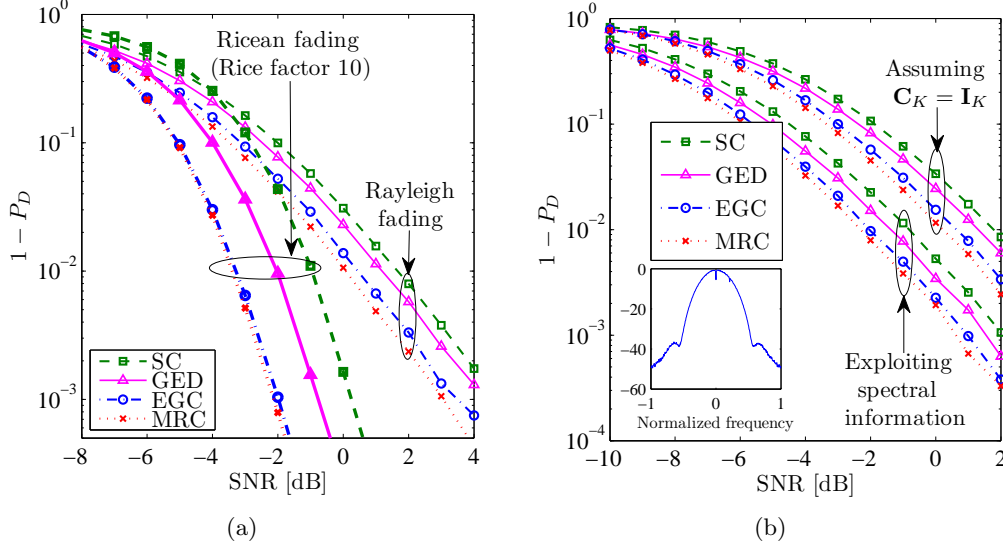 (a)
10^0
10^−1
10^−2
10^−3
1 − P_D
Ricean fading
(Rice factor 10)
Rayleigh
fading
SC
GED
EGC
MRC
−8 −6 −4 −2 0 2 4
SNR [dB]
(a)
(b)
10^0
10^−1
10^−2
10^−3
10^−4
1 − P_D
Assuming
C_K = I_K
SC
GED
EGC
MRC
0
−20
−40
−60
−1 0 1
Normalized frequency
Exploiting
spectral
information
−10 −8 −6 −4 −2 0 2
SNR [dB]
(b)